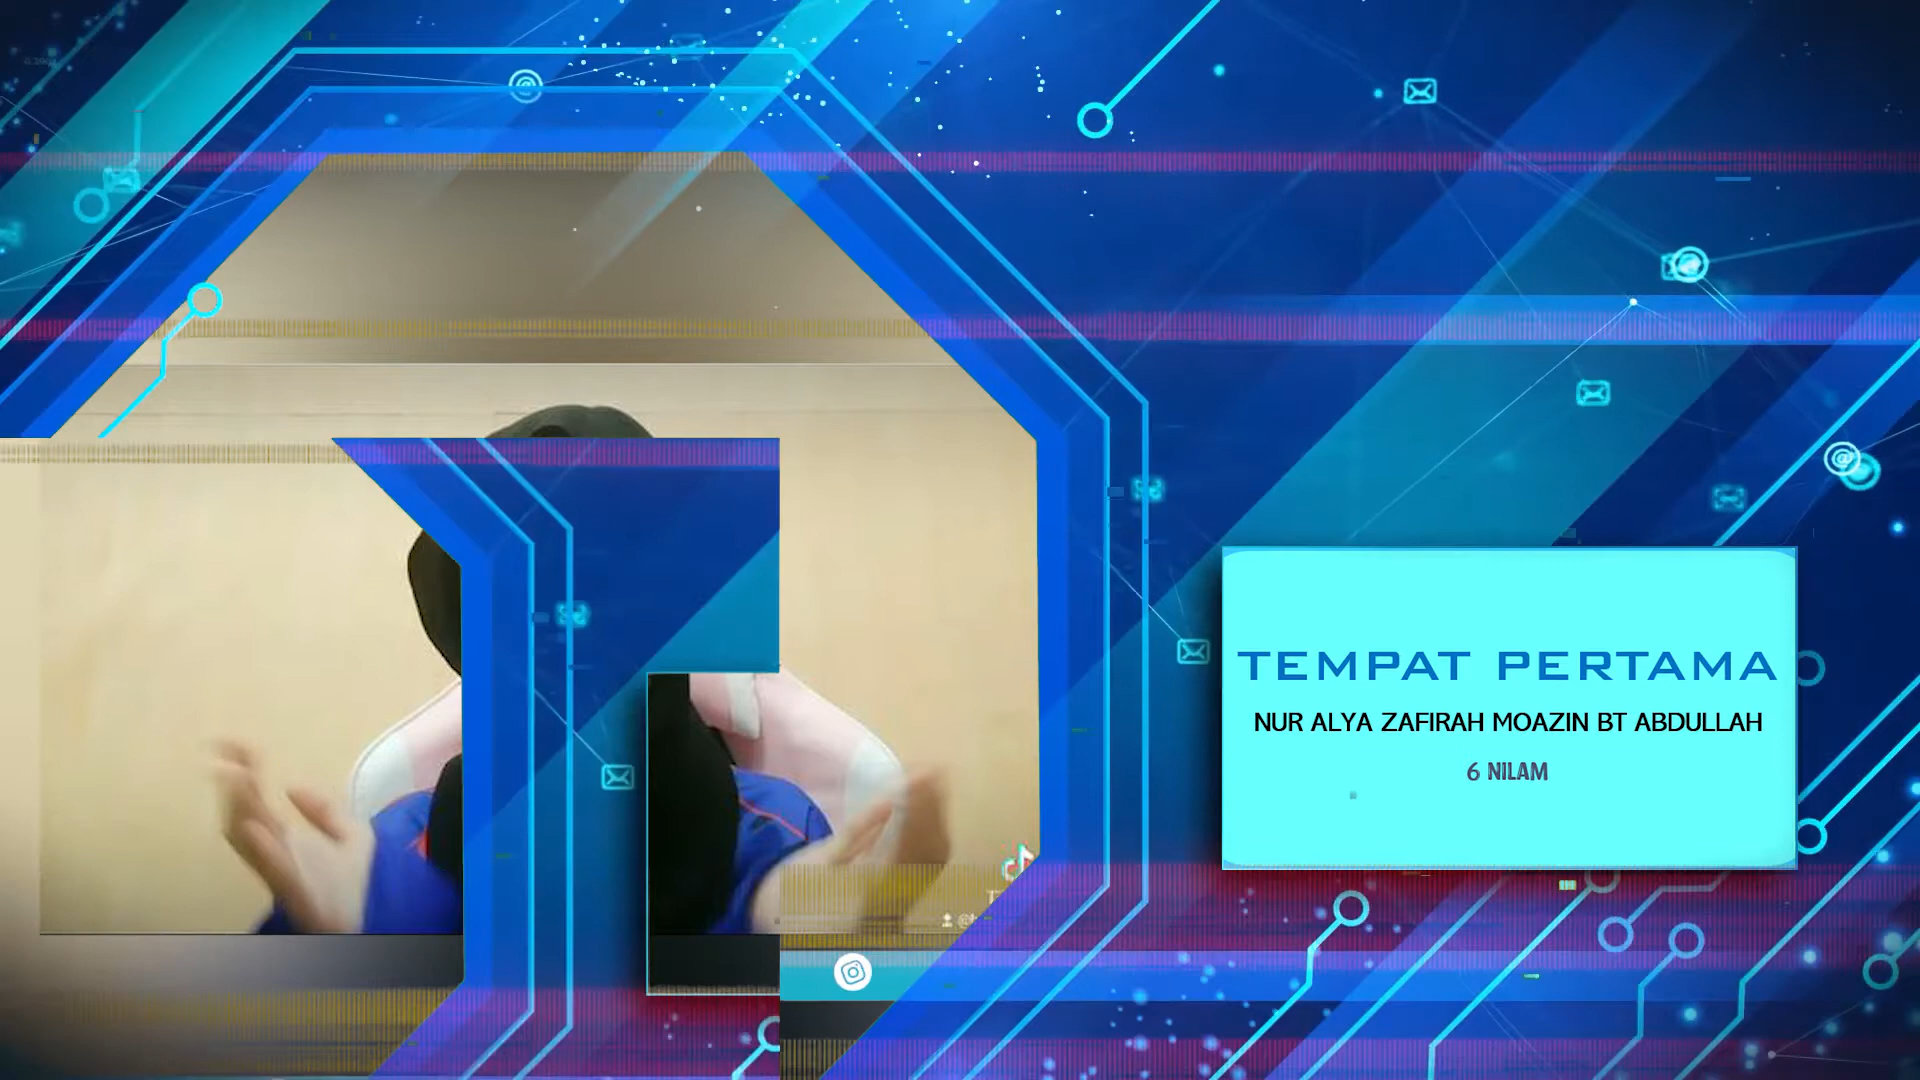 TEMPAT PERTAMA
NUR ALYA ZAFIRAH MOAZIN BT ABDULLAH
6 NILAM